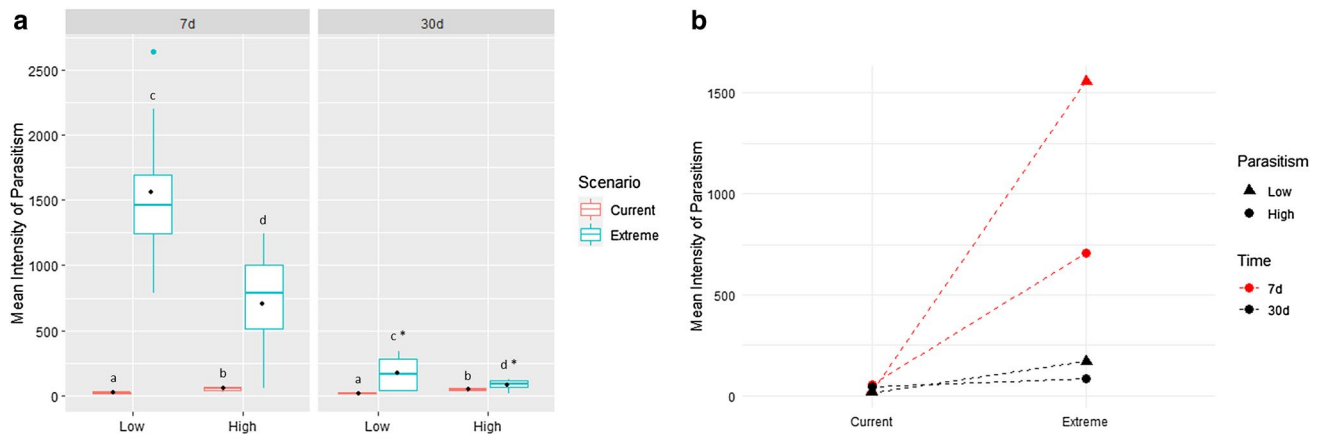 a
7d
30d
Mean Intensity of Parasitism
2500
2000
1500
1000
500
0
a
c
b
d
a
c *
b
d *
Low
High
Low
High
Scenario
Current
Extreme
b
Mean Intensity of Parasitism
1500
1000
500
0
Current
Extreme
Parasitism
Low
High
Time
7d
30d